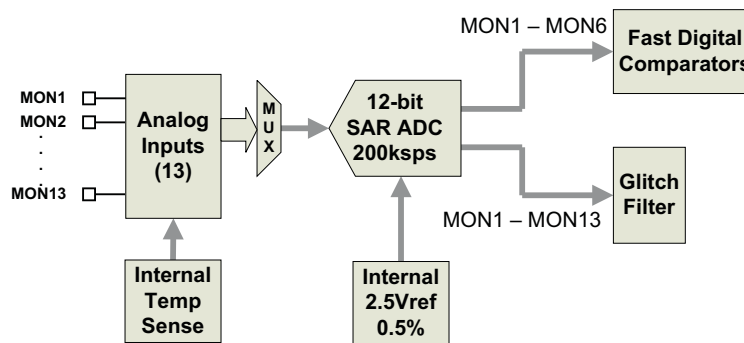 MON1 – MON6
Fast Digital
Comparators
MON1
MON2
MON13
Analog
Inputs
(13)
MUX
12-bit
SAR ADC
200ksps
MON1 – MON13
Glitch
Filter
Internal
Temp
Sense
Internal
2.5Vref
0.5%